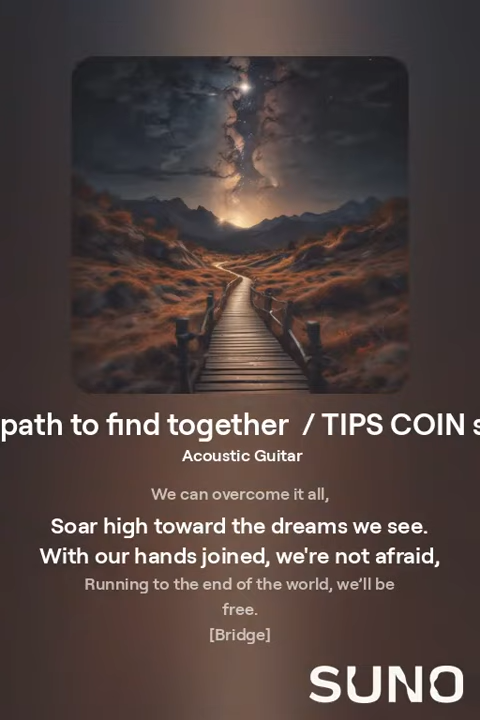 path to find together / TIPS COIN s
Acoustic Guitar
We can overcome it all,
Soar high toward the dreams we see.
With our hands joined, we're not afraid,
Running to the end of the world, we’ll be
free.
[Bridge]
SUNO